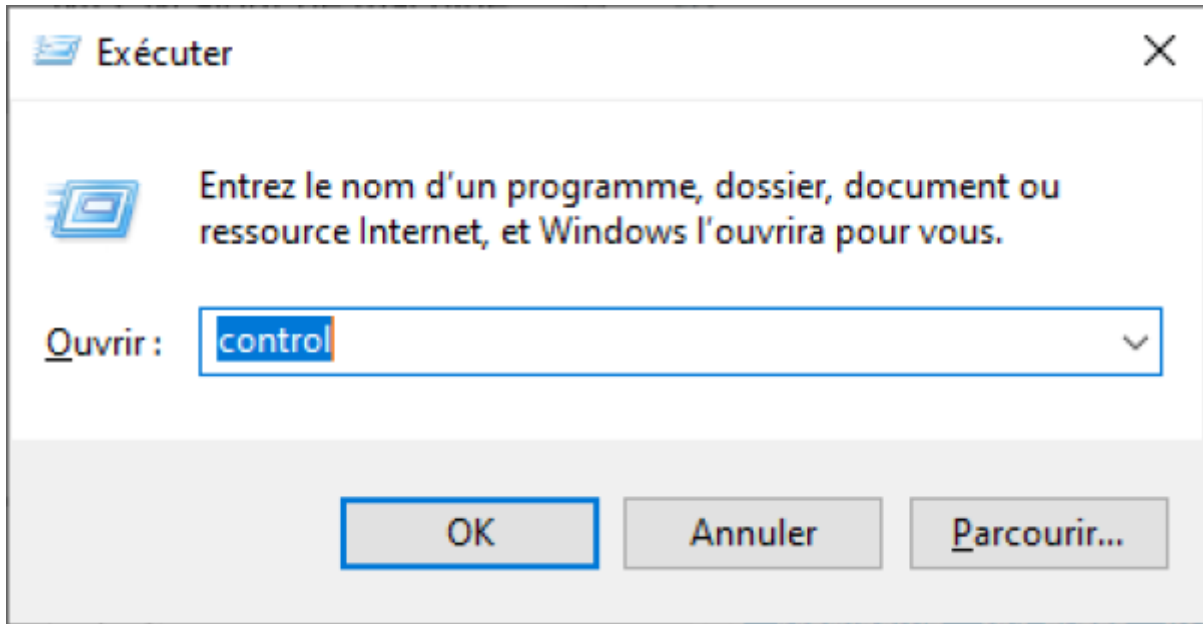 Exécuter
Entrez le nom d'un programme, dossier, document ou
ressource Internet, et Windows l'ouvrira pour vous.
Ouvrir :
control
OK
Annuler
Parcourir...